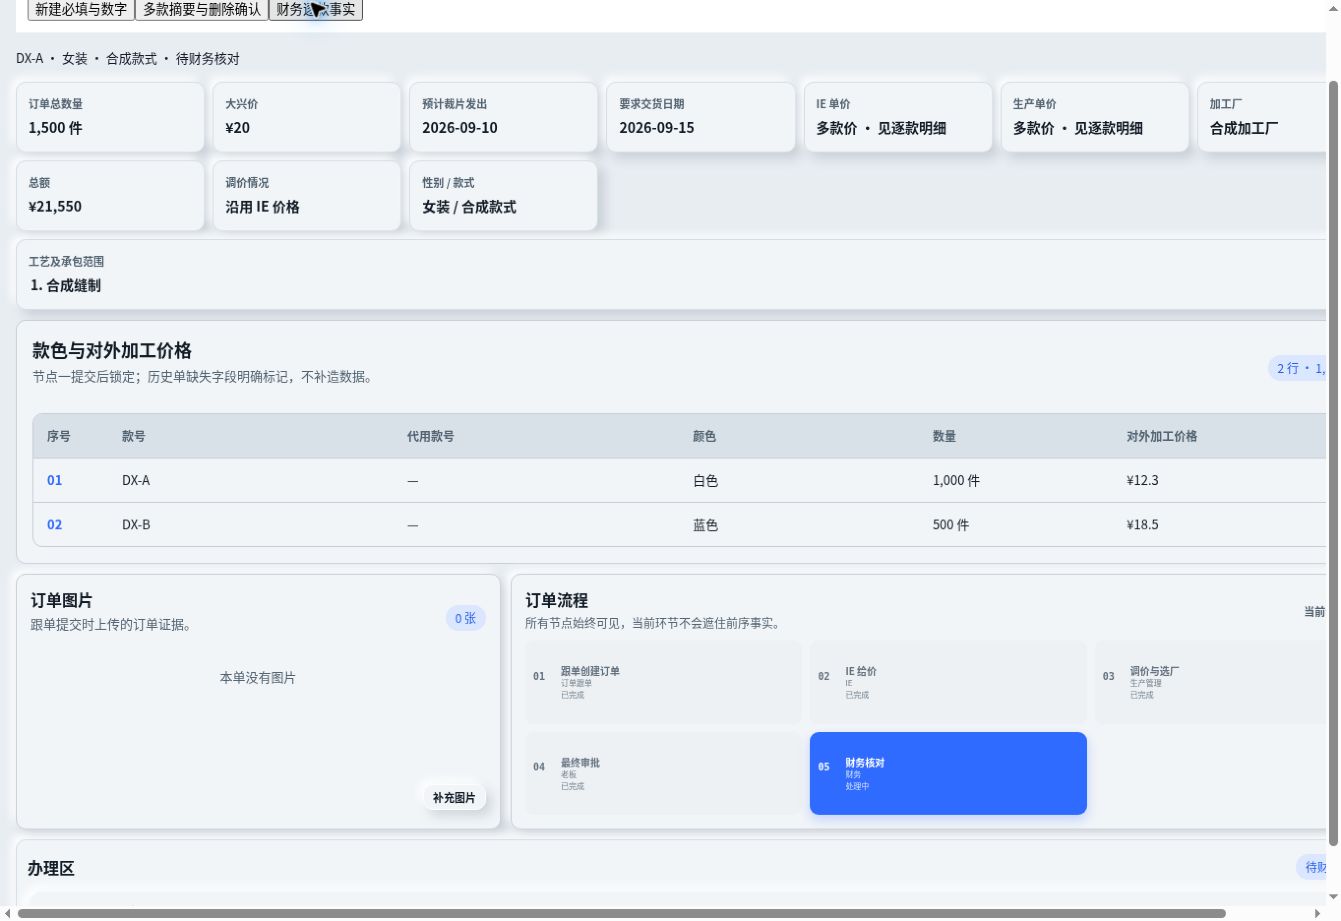 新建必填与数字 多款摘要与删除确认 财务逐款事实
DX-A · 女装 · 合成款式 · 待财务核对
订单总数量 大兴价 预计裁片发出 要求交货日期 IE 单价 生产单价 加工厂
1,500 件 ¥20 2026-09-10 2026-09-15 多款价 · 见逐款明细 多款价 · 见逐款明细 合成加工厂
总额 调价情况 性别 / 款式
¥21,550 沿用 IE 价格 女装 / 合成款式
工艺及承包范围
1. 合成缝制
款色与对外加工价格
节点一提交后锁定；历史单缺失字段明确标记，不补造数据。
2 行 · 1,
序号 款号 代用款号 颜色 数量 对外加工价格
01 DX-A — 白色 1,000 件 ¥12.3
02 DX-B — 蓝色 500 件 ¥18.5
订单图片
跟单提交时上传的订单证据。
0 张
本单没有图片
补充图片
订单流程
所有节点始终可见，当前环节不会遮住前序事实。
当前
01 跟单创建订单
订单跟单
已完成
02 IE 给价
IE
已完成
03 调价与选厂
生产管理
已完成
04 最终审批
老板
已完成
05 财务核对
财务
处理中
办理区
待财